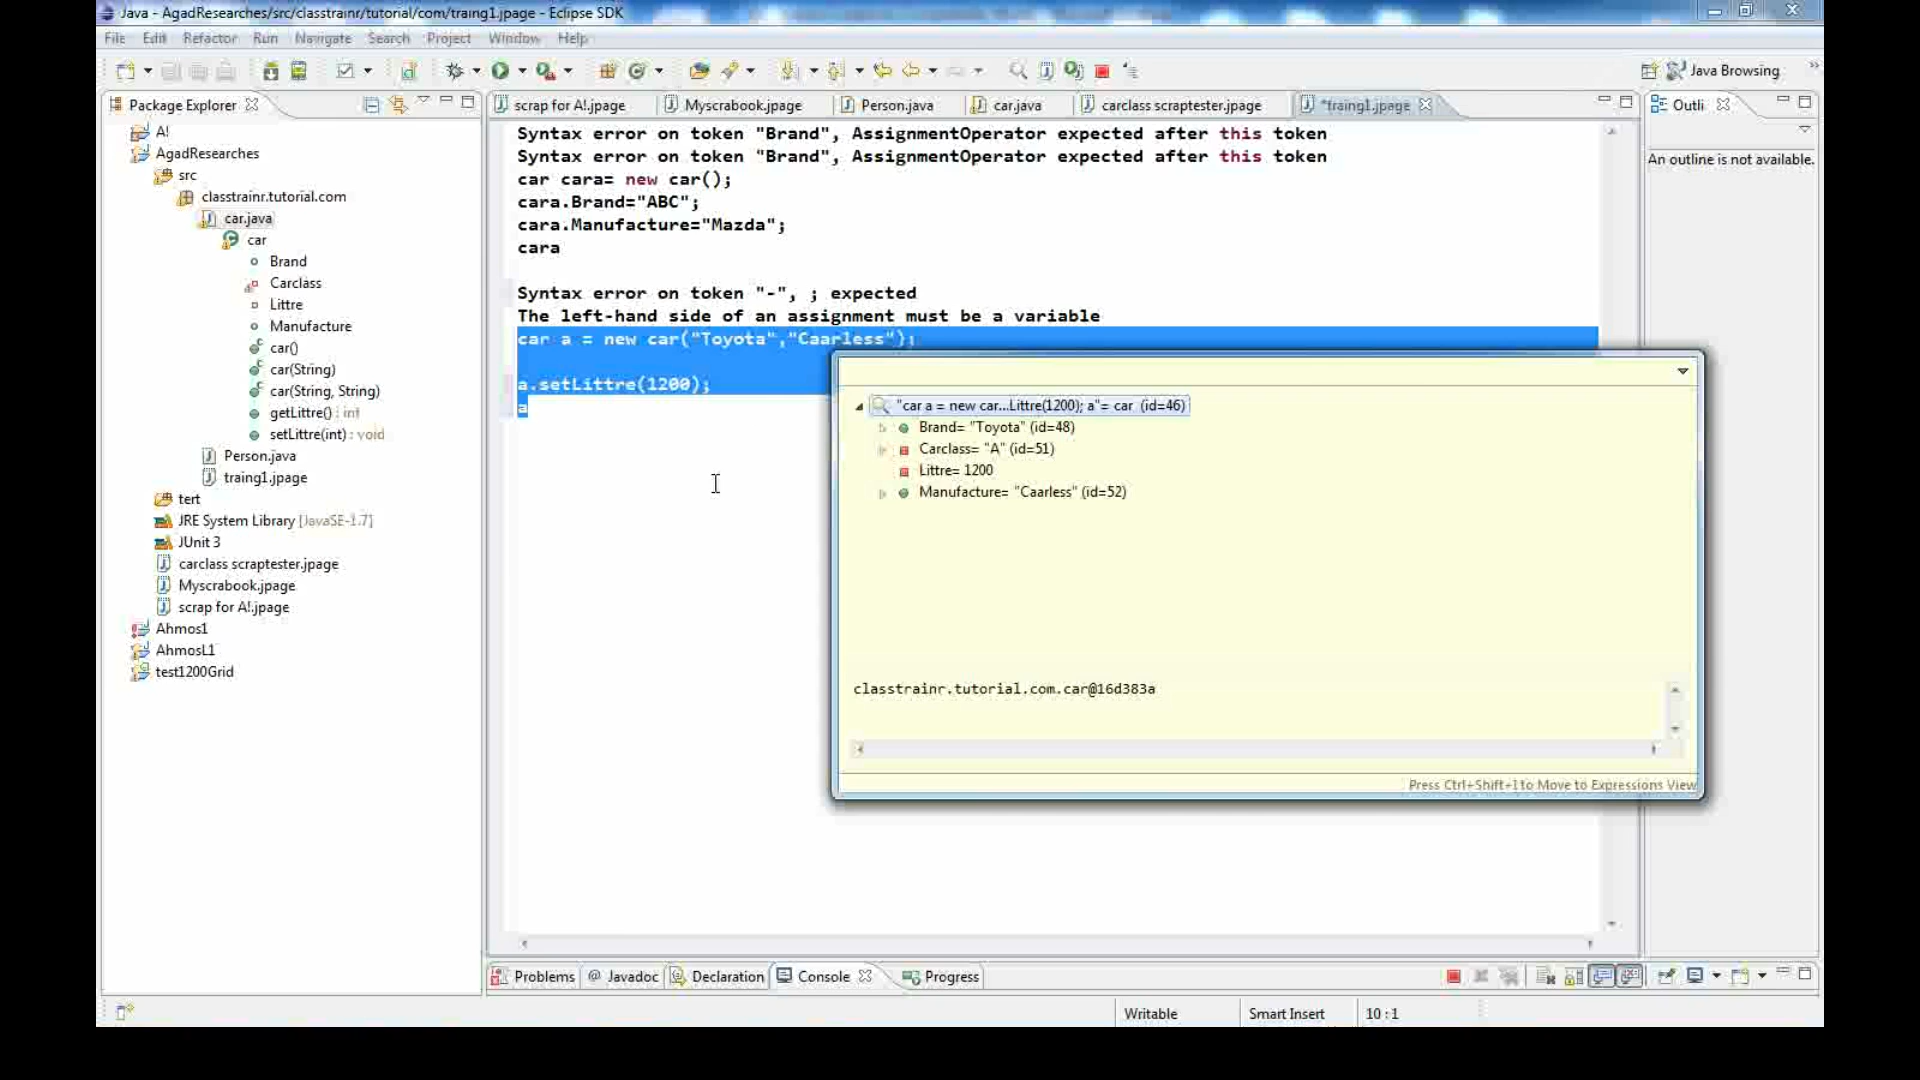 Java - AgadResearches/src/classtrainr/tutorial/com/traing1.jpage - Eclipse SDK
File Edit Refactor Run Navigate Search Project Window Help
Java Browsing
Package Explorer
scrap for A!.jpage
Myscrabook.jpage
Person.java
car.java
carclass scraptester.jpage
*traing1.jpage
Outli
An outline is not available.
A!
AgadResearches
src
classtrainr.tutorial.com
car.java
car
Brand
Carclass
Littre
Manufacture
car()
car(String)
car(String, String)
getLittre() : int
setLittre(int) : void
Person.java
traing1.jpage
tert
JRE System Library [JavaSE-1.7]
JUnit 3
carclass scraptester.jpage
Myscrabook.jpage
scrap for A!.jpage
Ahmos1
AhmosL1
test1200Grid
Syntax error on token "Brand", AssignmentOperator expected after this token
Syntax error on token "Brand", AssignmentOperator expected after this token
car cara= new car();
cara.Brand="ABC";
cara.Manufacture="Mazda";
cara
Syntax error on token "-", ; expected
The left-hand side of an assignment must be a variable
car a = new car("Toyota","Caarless");
a.setLittre(1200);
a
"car a = new car...Littre(1200); a"= car (id=46)
Brand= "Toyota" (id=48)
Carclass= "A" (id=51)
Littre= 1200
Manufacture= "Caarless" (id=52)
classtrainr.tutorial.com.car@16d383a
Press Ctrl+Shift+I to Move to Expressions View
Problems
@ Javadoc
Declaration
Console
Progress
Writable
Smart Insert
10 : 1